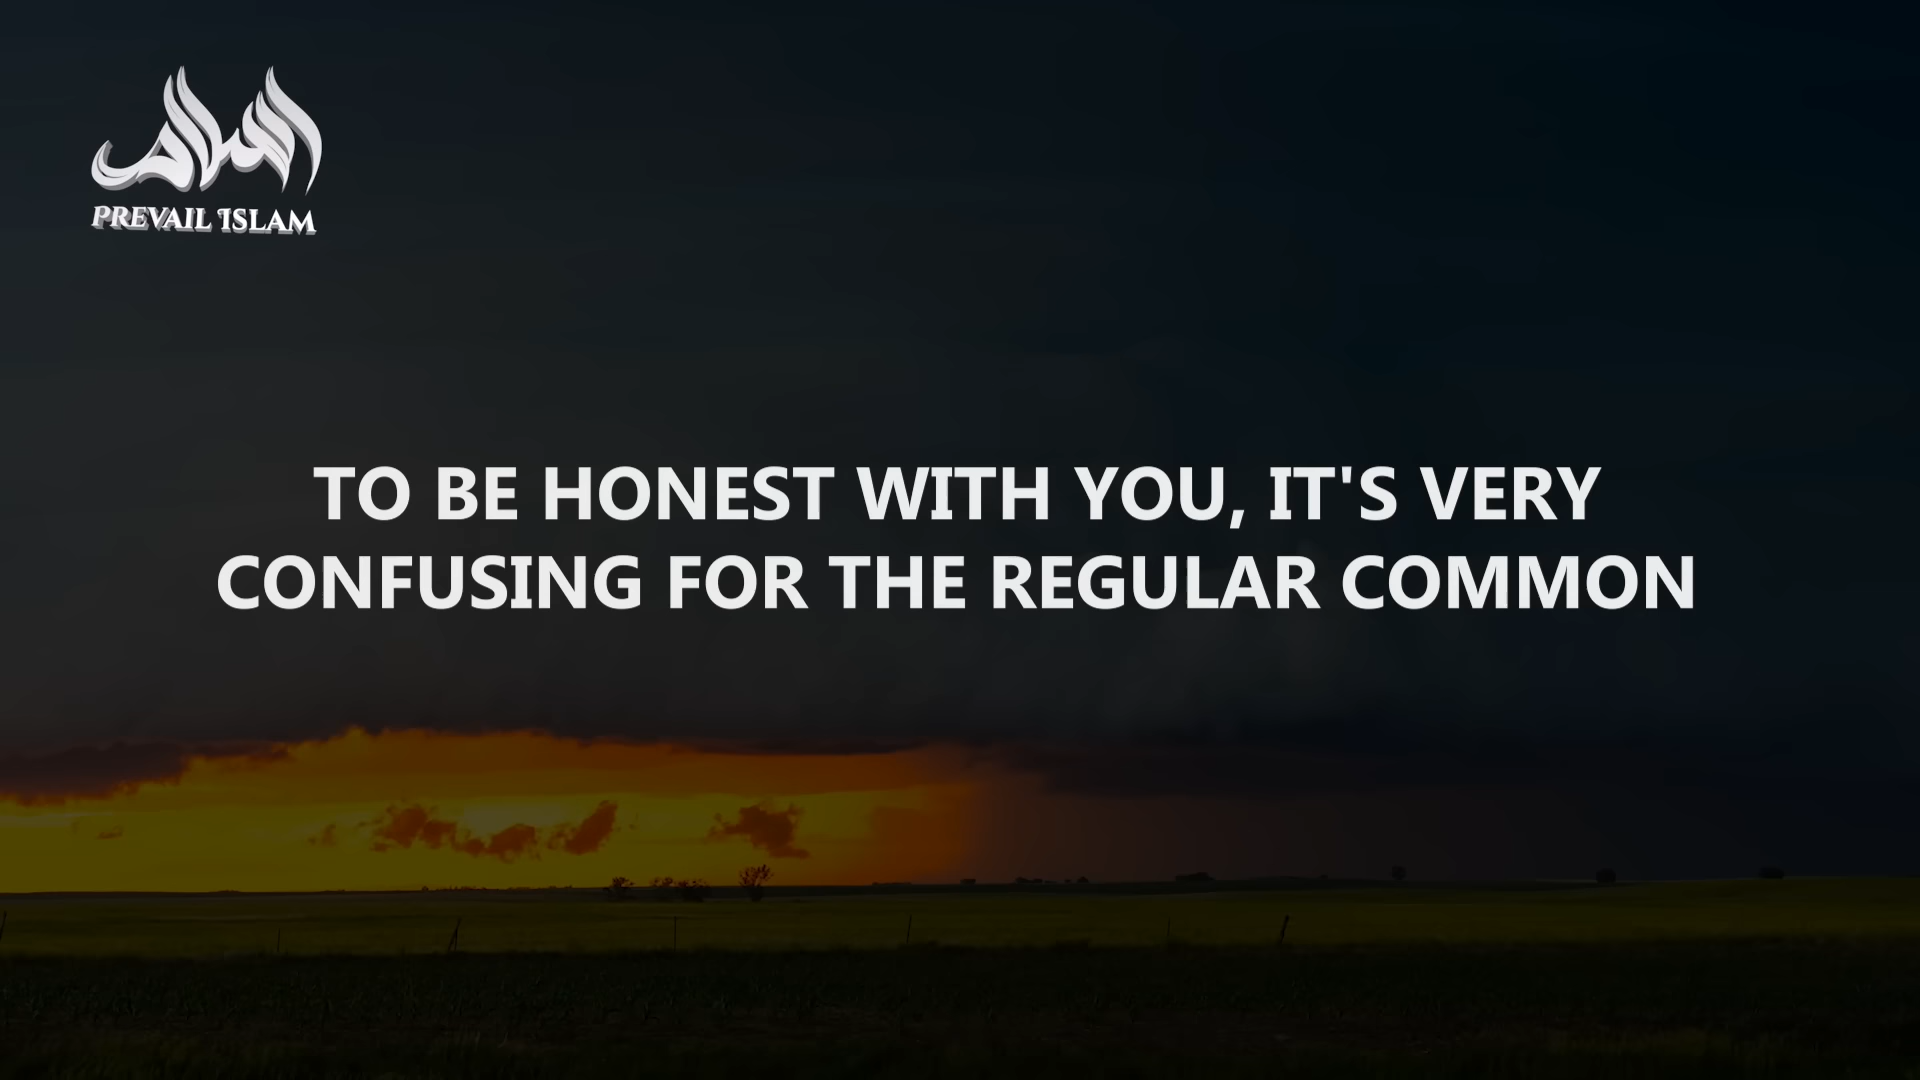 PREVAIL ISLAM
TO BE HONEST WITH YOU, IT'S VERY
CONFUSING FOR THE REGULAR COMMON